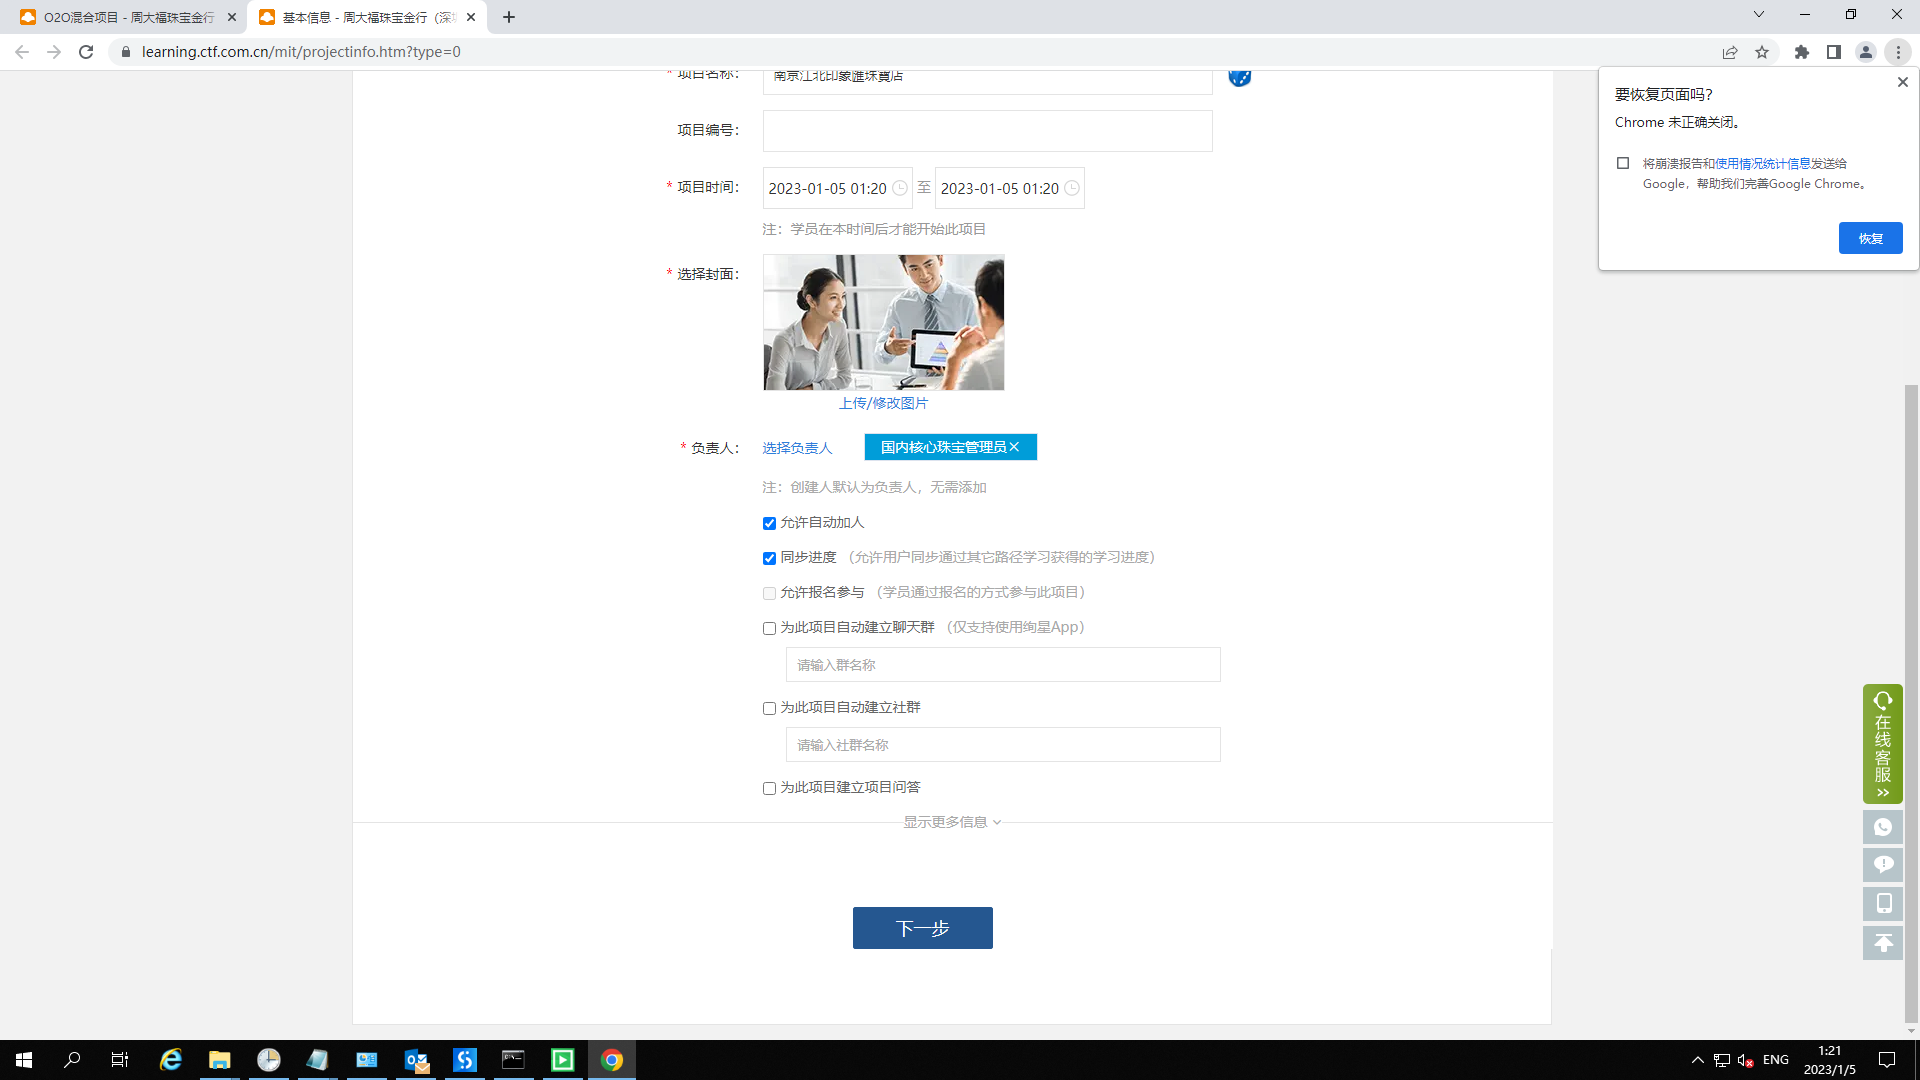 O2O混合项目 - 周大福珠宝金行
基本信息 - 周大福珠宝金行（深圳
learning.ctf.com.cn/mit/projectinfo.htm?type=0
要恢复页面吗？
Chrome 未正确关闭。
将崩溃报告和使用情况统计信息发送给
Google，帮助我们完善Google Chrome。
恢复
* 项目名称： 南京江北印象匯珠寶店
项目编号：
* 项目时间： 2023-01-05 01:20 至 2023-01-05 01:20
注：学员在本时间后才能开始此项目
* 选择封面：
上传/修改图片
* 负责人： 选择负责人 国内核心珠宝管理员
注：创建人默认为负责人，无需添加
允许自动加人
同步进度 （允许用户同步通过其它路径学习获得的学习进度）
允许报名参与 （学员通过报名的方式参与此项目）
为此项目自动建立聊天群 （仅支持使用绚星App）
请输入群名称
为此项目自动建立社群
请输入社群名称
为此项目建立项目问答
显示更多信息
下一步
在线客服
ENG
1:21
2023/1/5